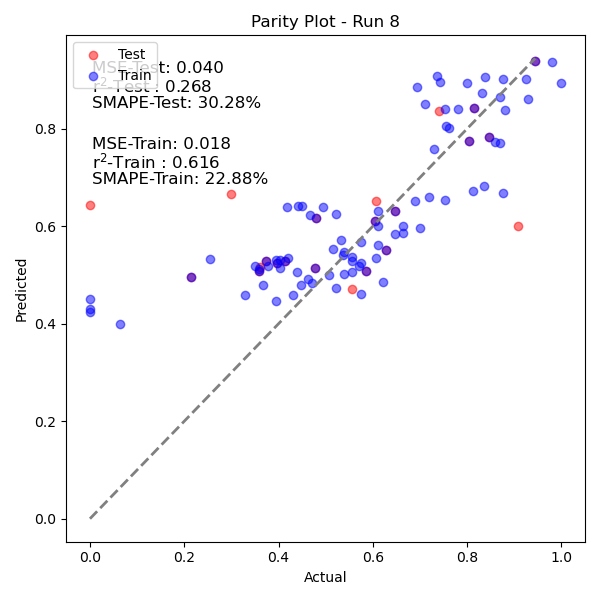 Parity Plot - Run 8
Test
Train
MSE-Test: 0.040
r²-Test : 0.268
SMAPE-Test: 30.28%
MSE-Train: 0.018
r²-Train : 0.616
SMAPE-Train: 22.88%
Predicted
0.8
0.6
0.4
0.2
0.0
0.0 0.2 0.4 0.6 0.8 1.0
Actual